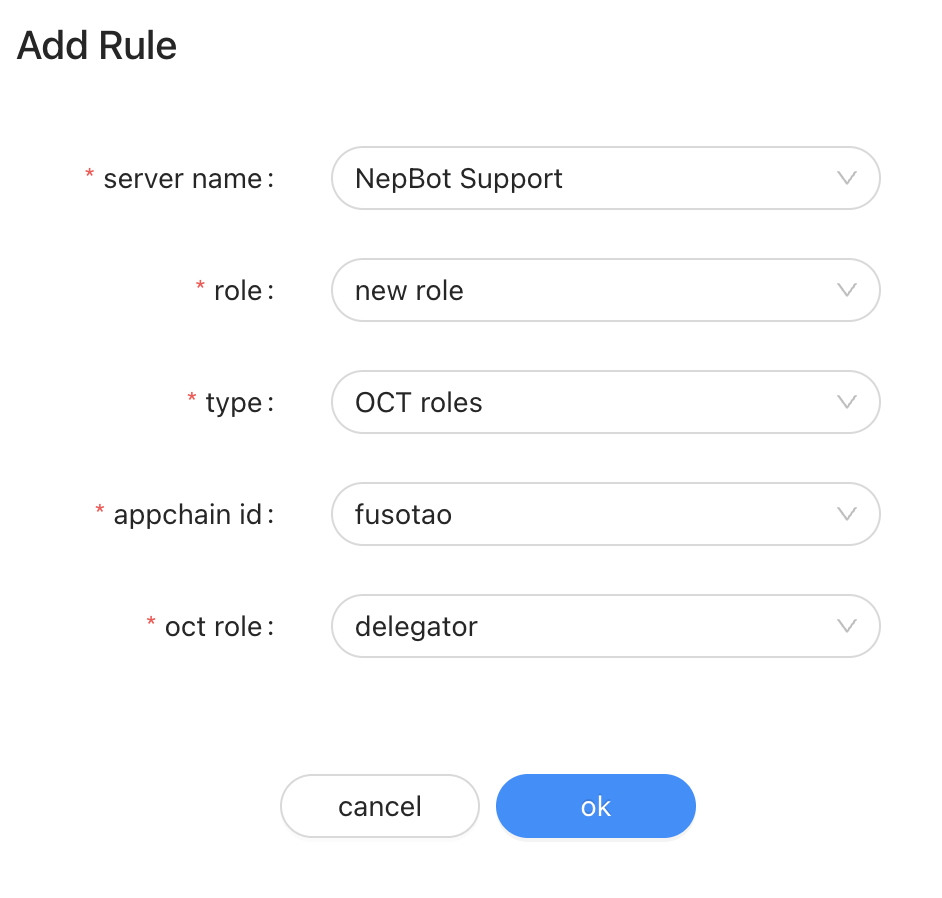 Add Rule
* server name: NepBot Support
* role: new role
* type: OCT roles
* appchain id: fusotao
* oct role: delegator
cancel ok